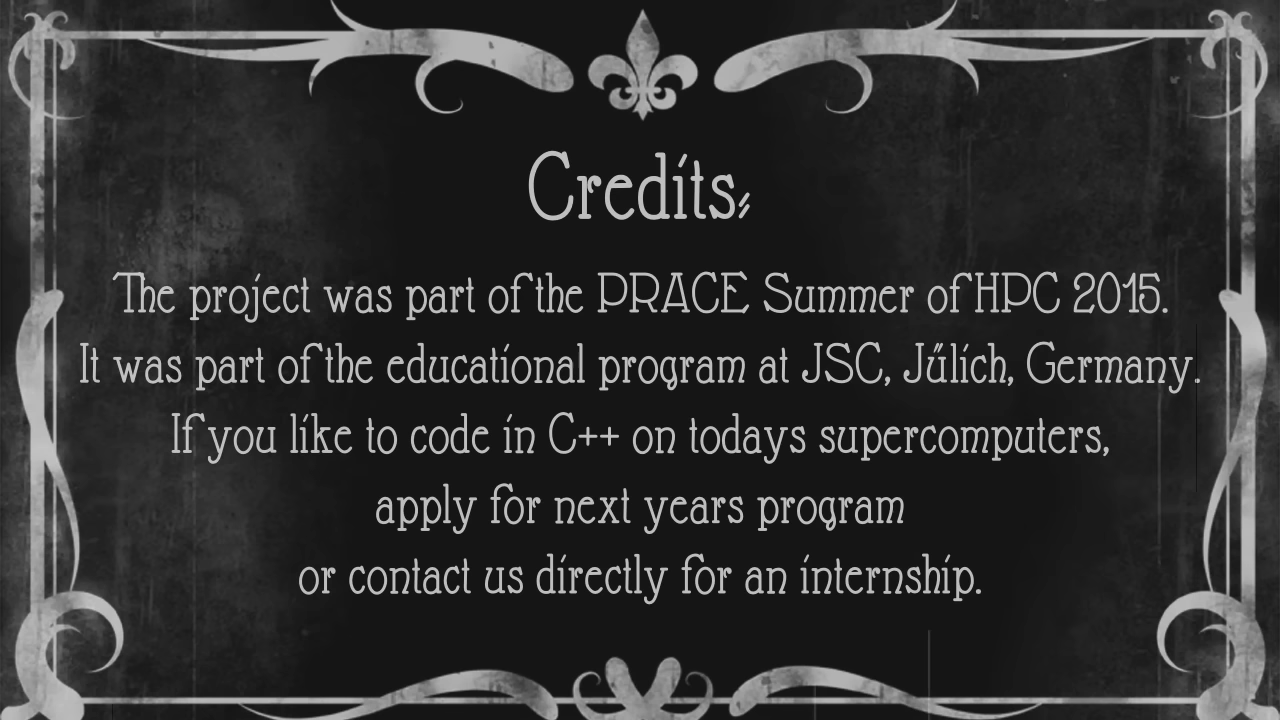 Credits:
The project was part of the PRACE Summer of HPC 2015.
It was part of the educational program at JSC, Jűlich, Germany.
If you like to code in C++ on todays supercomputers,
apply for next years program
or contact us directly for an internship.